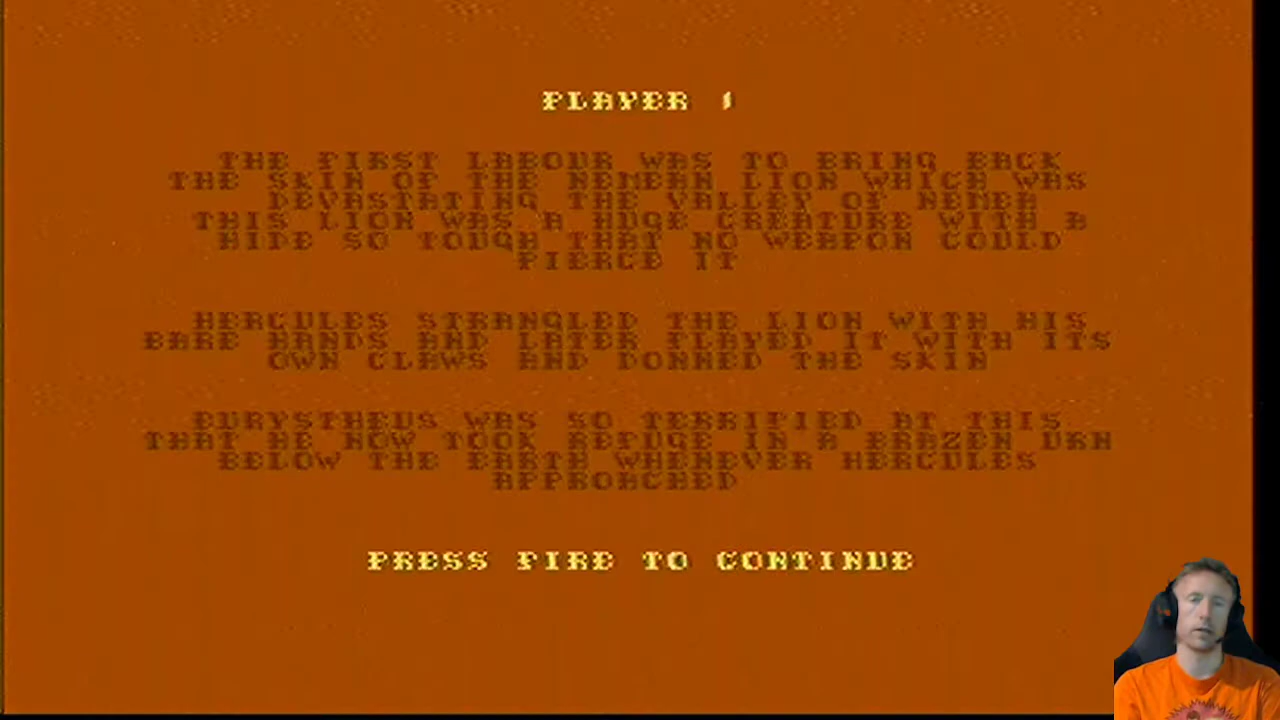 PLAYER 1
THE FIRST LABOUR WAS TO BRING BACK
THE SKIN OF THE NEMEAN LION WHICH WAS
DEVASTATING THE VALLEY OF NEMEA
THIS LION WAS A HUGE CREATURE WITH A
HIDE SO TOUGH THAT NO WEAPON COULD
PIERCE IT
HERCULES STRANGLED THE LION WITH HIS
BARE HANDS AND LATER FLAYED IT WITH ITS
OWN CLAWS AND DONNED THE SKIN
EURYSTHEUS WAS SO TERRIFIED AT THIS
THAT HE NOW TOOK REFUGE IN A BRAZEN URN
BELOW THE EARTH WHENEVER HERCULES
APPROACHED
PRESS FIRE TO CONTINUE